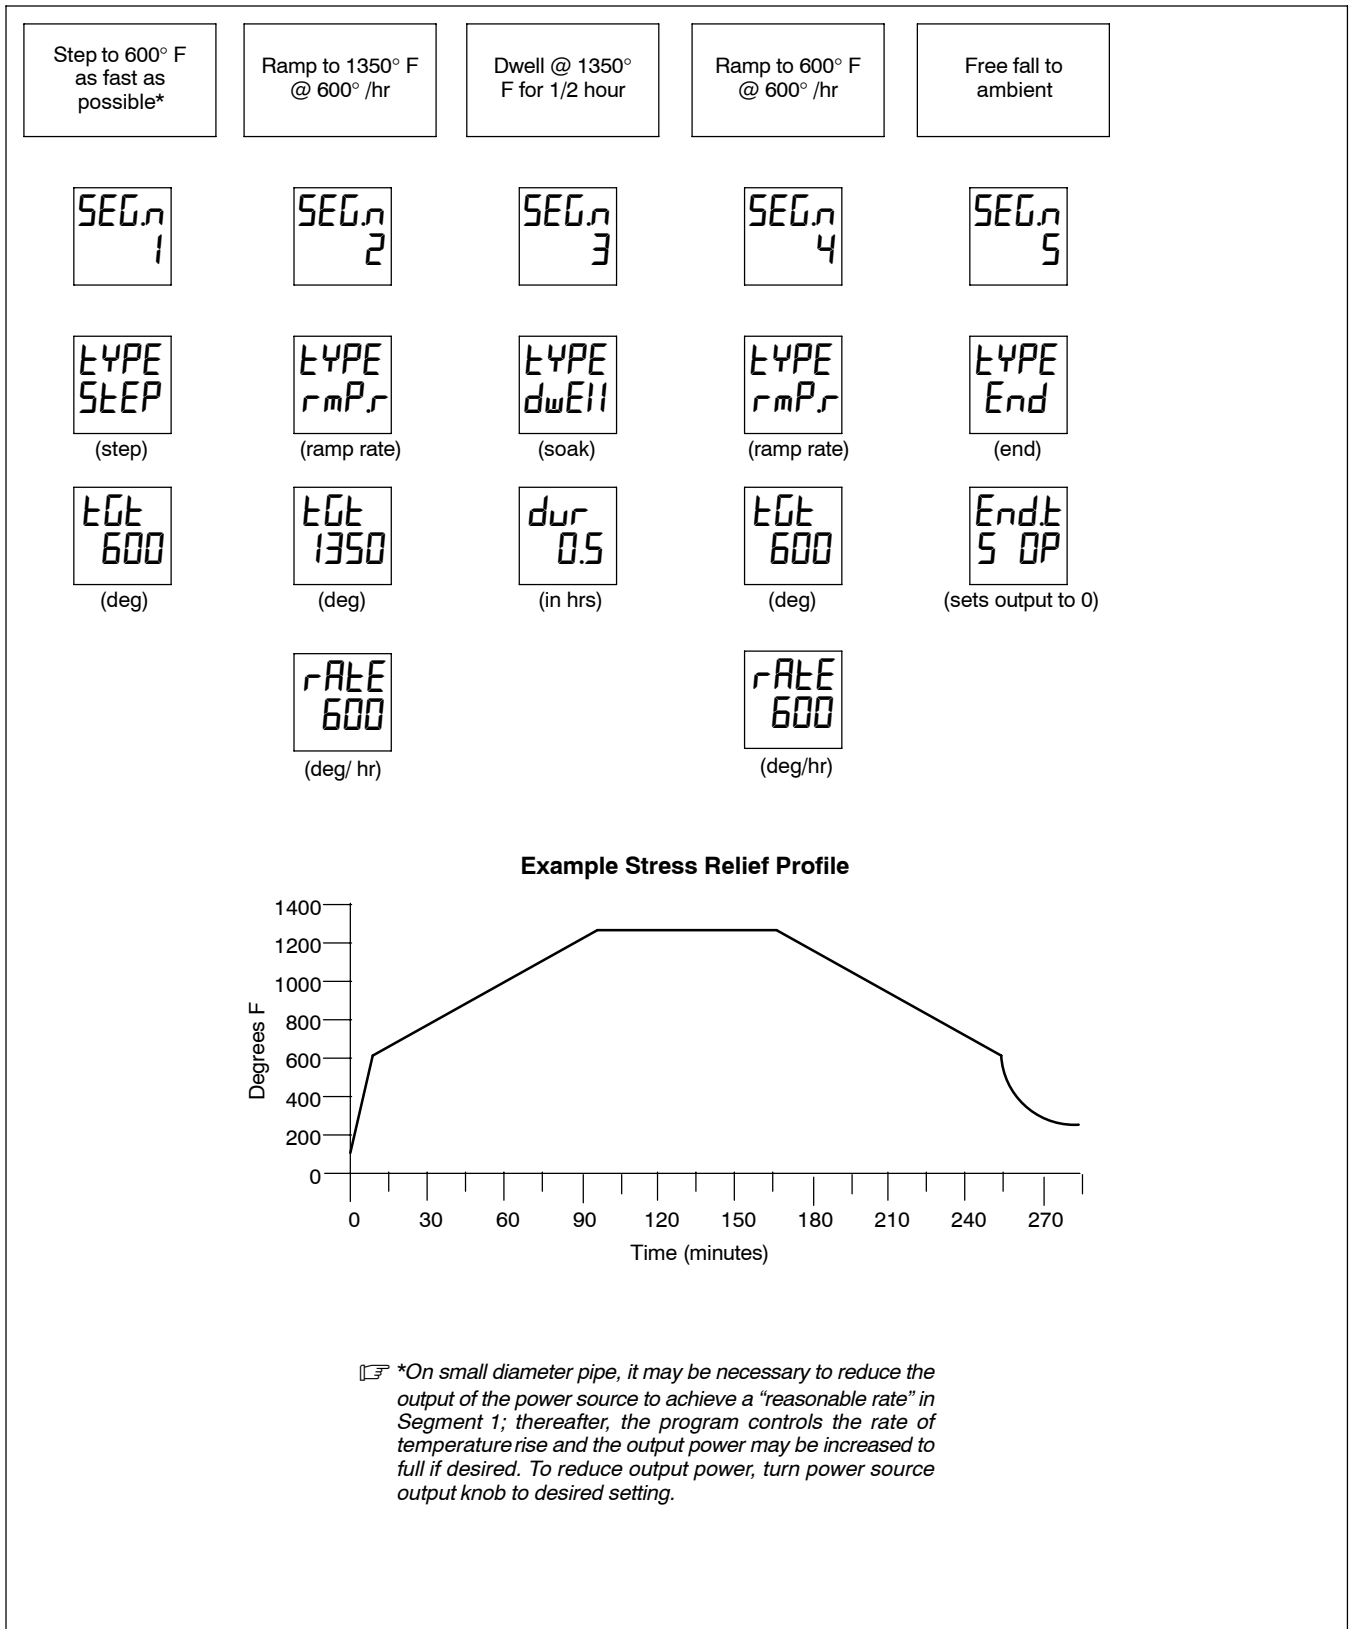 Step to 600° F
as fast as
possible*
Ramp to 1350° F
@ 600° /hr
Dwell @ 1350°
F for 1/2 hour
Ramp to 600° F
@ 600° /hr
Free fall to
ambient
SEG.n
1
SEG.n
2
SEG.n
3
SEG.n
4
SEG.n
5
tYPE
StEP
(step)
tYPE
rmP.r
(ramp rate)
tYPE
dwEll
(soak)
tYPE
rmP.r
(ramp rate)
tYPE
End
(end)
tGt
600
(deg)
tGt
1350
(deg)
dur
0.5
(in hrs)
tGt
600
(deg)
End.t
S OP
(sets output to 0)
rAtE
600
(deg/ hr)
rAtE
600
(deg/hr)
Example Stress Relief Profile
1400
1200
1000
800
600
400
200
0
Degrees F
0 30 60 90 120 150 180 210 240 270
Time (minutes)
*On small diameter pipe, it may be necessary to reduce the
output of the power source to achieve a “reasonable rate” in
Segment 1; thereafter, the program controls the rate of
temperature rise and the output power may be increased to
full if desired. To reduce output power, turn power source
output knob to desired setting.